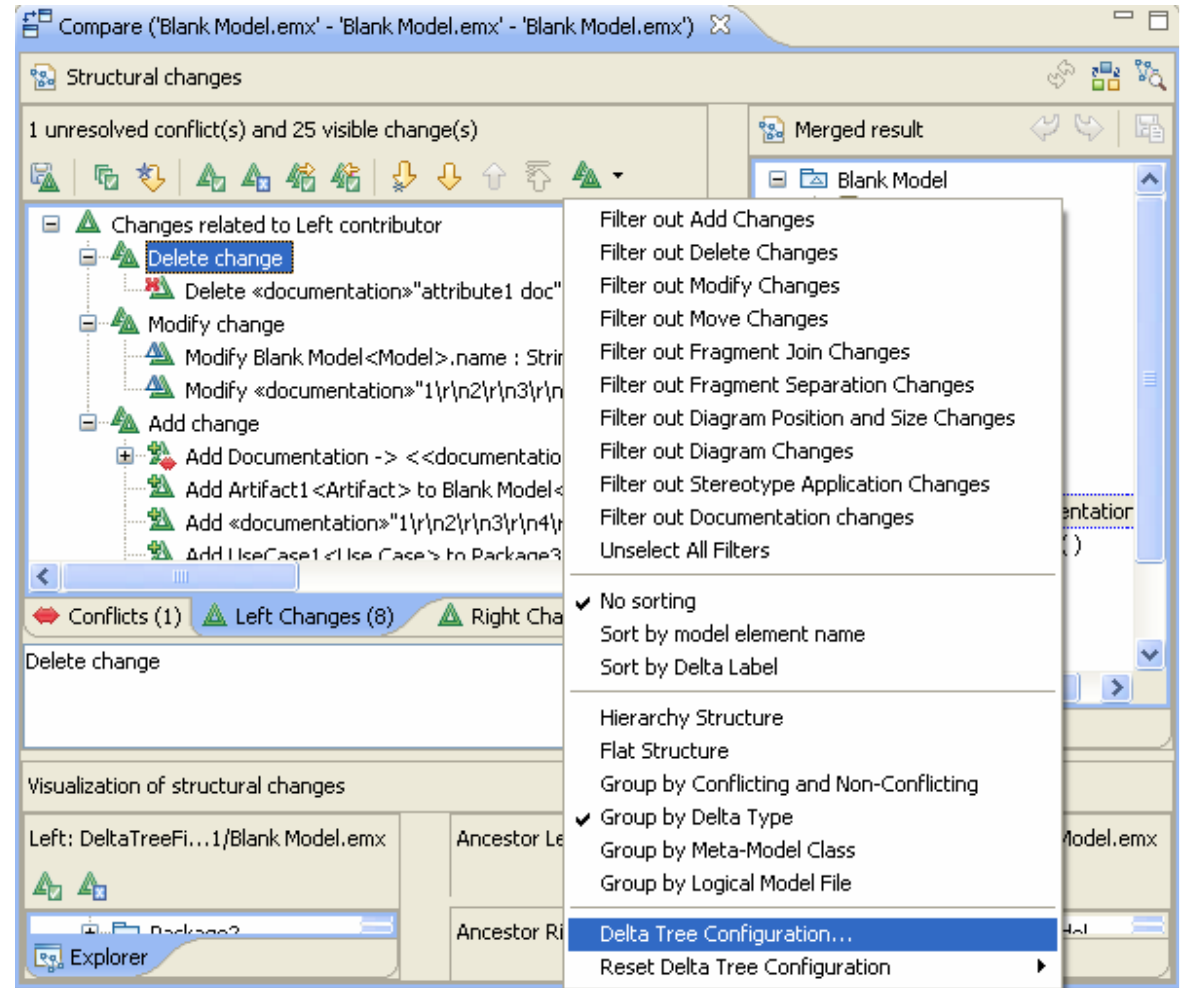 Compare ('Blank Model.emx' - 'Blank Model.emx' - 'Blank Model.emx')
Structural changes
1 unresolved conflict(s) and 25 visible change(s)
Merged result
Blank Model
Changes related to Left contributor
Delete change
Delete «documentation»"attribute1 doc"
Modify change
Modify Blank Model<Model>.name : Strin
Modify «documentation»"1\r\n2\r\n3\r\n
Add change
Add Documentation -> <<documentatio
Add Artifact1<Artifact> to Blank Model<
Add «documentation»"1\r\n2\r\n3\r\n4\r
Add UseCase1<Use Case> to Package3
entation
()
Conflicts (1)
Left Changes (8)
Right Cha
Delete change
Visualization of structural changes
Left: DeltaTreeFi...1/Blank Model.emx
Ancestor Le
Model.emx
Package2
Ancestor Ri
del
Explorer
Filter out Add Changes
Filter out Delete Changes
Filter out Modify Changes
Filter out Move Changes
Filter out Fragment Join Changes
Filter out Fragment Separation Changes
Filter out Diagram Position and Size Changes
Filter out Diagram Changes
Filter out Stereotype Application Changes
Filter out Documentation changes
Unselect All Filters
No sorting
Sort by model element name
Sort by Delta Label
Hierarchy Structure
Flat Structure
Group by Conflicting and Non-Conflicting
Group by Delta Type
Group by Meta-Model Class
Group by Logical Model File
Delta Tree Configuration...
Reset Delta Tree Configuration